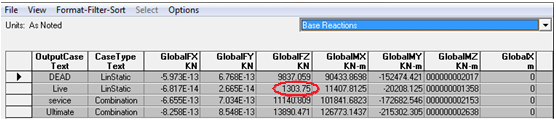 File View Format-Filter-Sort Select Options
Units: As Noted
Base Reactions
OutputCase CaseType GlobalFX GlobalFY GlobalFZ GlobalMX GlobalMY GlobalMZ GlobalX
Text Text KN KN KN KN-m KN-m KN-m m
DEAD LinStatic -5.973E-13 6.768E-13 9837.059 90433.8698 -152474.421 000000002017 0
Live LinStatic -6.817E-14 2.665E-14 1303.75 11407.8125 -20208.125 000000001358 0
sevice Combination -6.655E-13 7.034E-13 11140.809 101841.6823 -172682.546 000000002153 0
Ultimate Combination -8.258E-13 8.548E-13 13890.471 126773.1437 -215302.305 000000002638 0